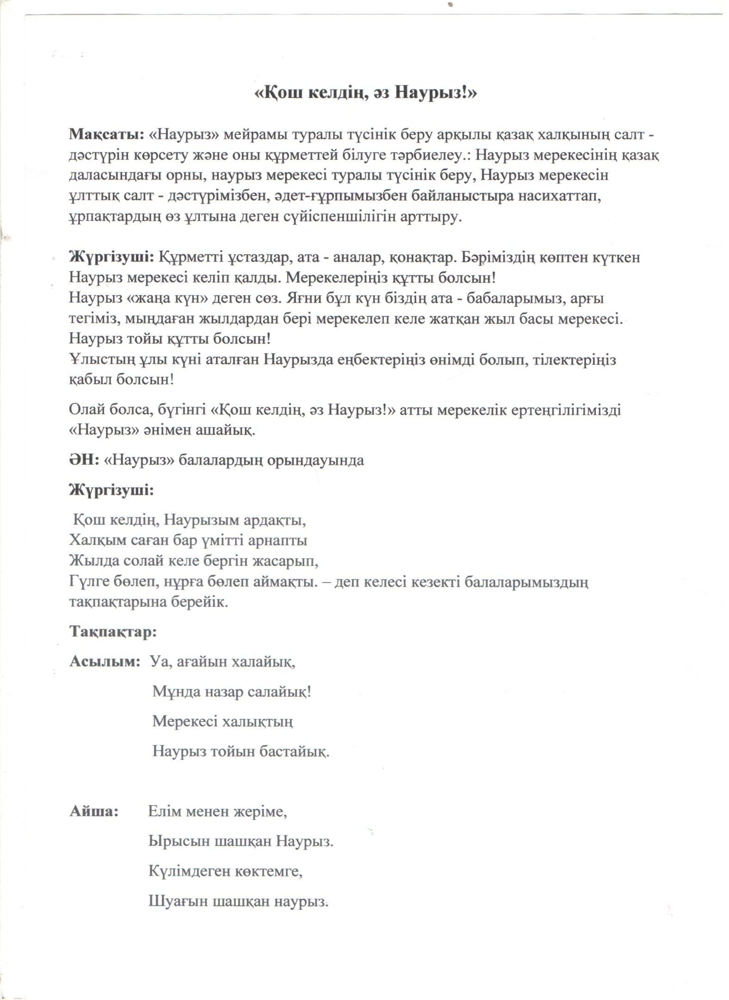 «Қош келдің, әз Наурыз!»
Мақсаты: «Наурыз» мейрамы туралы түсінік беру арқылы қазақ халқының салт -
дәстүрін көрсету және оны құрметтей білуге тәрбиелеу.: Наурыз мерекесінің қазақ
даласындағы орны, наурыз мерекесі туралы түсінік беру, Наурыз мерекесін
ұлттық салт - дәстүрімізбен, әдет-ғұрпымызбен байланыстыра насихаттап,
ұрпақтардың өз ұлтына деген сүйіспеншілігін арттыру.
Жүргізуші: Құрметті ұстаздар, ата - аналар, қонақтар. Бәріміздің көптен күткен
Наурыз мерекесі келіп қалды. Мерекелеріңіз құтты болсын!
Наурыз «жаңа күн» деген сөз. Яғни бұл күн біздің ата - бабаларымыз, арғы
тегіміз, мыңдаған жылдардан бері мерекелеп келе жатқан жыл басы мерекесі.
Наурыз тойы құтты болсын!
Ұлыстың ұлы күні аталған Наурызда еңбектеріңіз өнімді болып, тілектеріңіз
қабыл болсын!
Олай болса, бүгінгі «Қош келдің, әз Наурыз!» атты мерекелік ертеңгілігімізді
«Наурыз» әнімен ашайық.
ӘН: «Наурыз» балалардың орындауында
Жүргізуші:
Қош келдің, Наурызым ардақты,
Халқым саған бар үмітті арнапты
Жылда солай келе бергін жасарып,
Гүлге бөлеп, нұрға бөлеп аймақты. – деп келесі кезекті балаларымыздың
тақпақтарына берейік.
Тақпақтар:
Асылым: Уа, ағайын халайық,
Мұнда назар салайық!
Мерекесі халықтың
Наурыз тойын бастайық.
Айша: Елім менен жеріме,
Ырысын шашқан Наурыз.
Күлімдеген көктемге,
Шуағын шашқан наурыз.